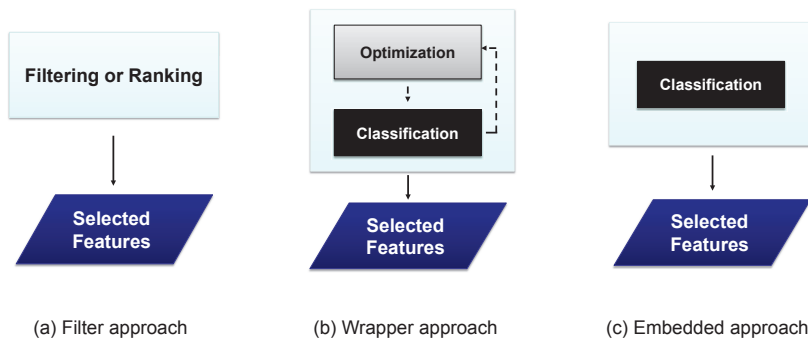 Filtering or Ranking
Selected
Features
(a) Filter approach
Optimization
Classification
Selected
Features
(b) Wrapper approach
Classification
Selected
Features
(c) Embedded approach